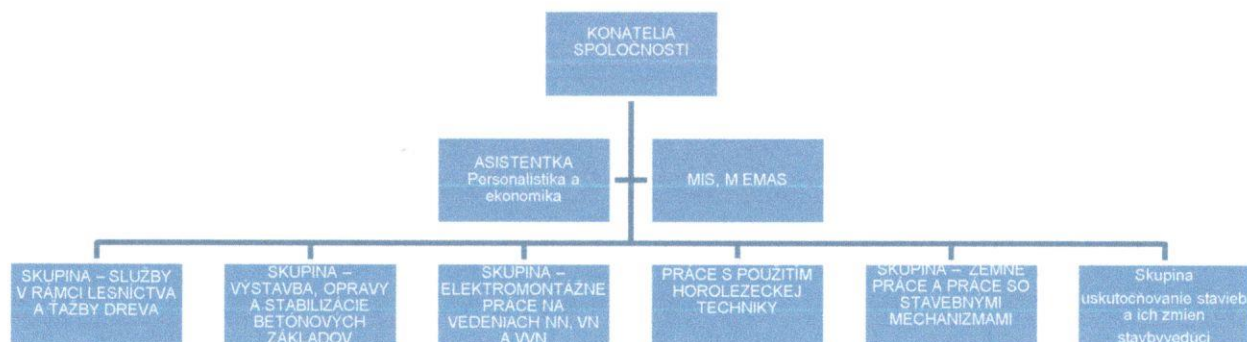 KONATELIA
SPOLOČNOSTI
ASISTENTKA
Personalistika a
ekonomika
MIS, M EMAS
SKUPINA – SLUŽBY
V RÁMCI LESNÍCTVA
A ŤAŽBY DREVA
SKUPINA –
VÝSTAVBA, OPRAVY
A STABILIZÁCIE
BETÓNOVÝCH
ZÁKLADOV
SKUPINA –
ELEKTROMONTÁŽNE
PRÁCE NA
VEDENIACH NN, VN
A VVN
PRÁCE S POUŽITÍM
HOROLEZECKEJ
TECHNIKY
SKUPINA – ZEMNÉ
PRÁCE A PRÁCE SO
STAVEBNÝMI
MECHANIZMAMI
Skupina
uskutočňovanie stavieb
a ich zmien
stavbyvedúci